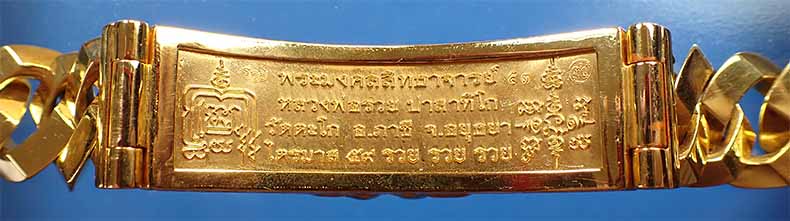 พระมงคลสิทธาจารย์ ๕๓
หลวงพ่อรวย ปาสาทิโก
วัดตะโก อ.ภาชี จ.อยุธยา
ไตรมาส ๕๙ รวย รวย รวย